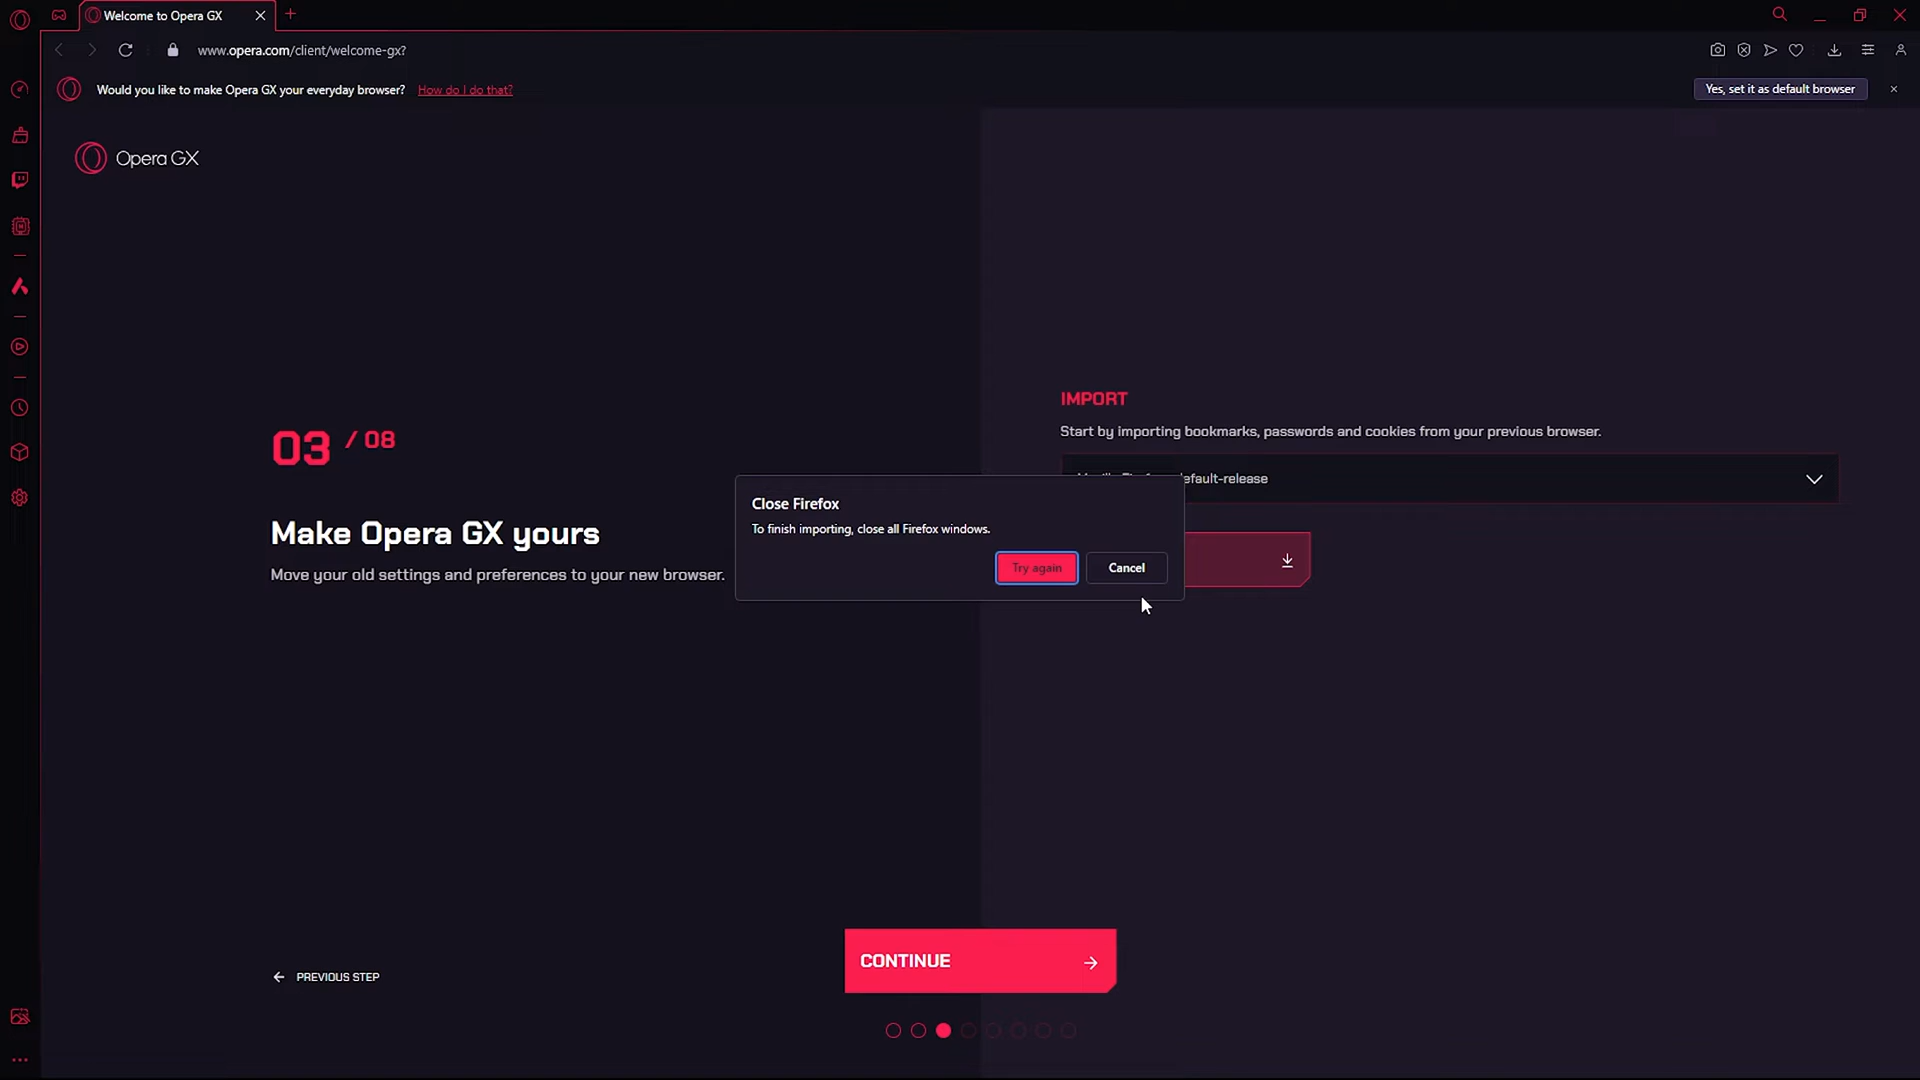 Welcome to Opera GX
www.opera.com/client/welcome-gx?
Would you like to make Opera GX your everyday browser? How do I do that?
Yes, set it as default browser
Opera GX
IMPORT
Start by importing bookmarks, passwords and cookies from your previous browser.
03 / 08
efault-release
Close Firefox
To finish importing, close all Firefox windows.
Make Opera GX yours
Move your old settings and preferences to your new browser.
Try again
Cancel
CONTINUE
PREVIOUS STEP